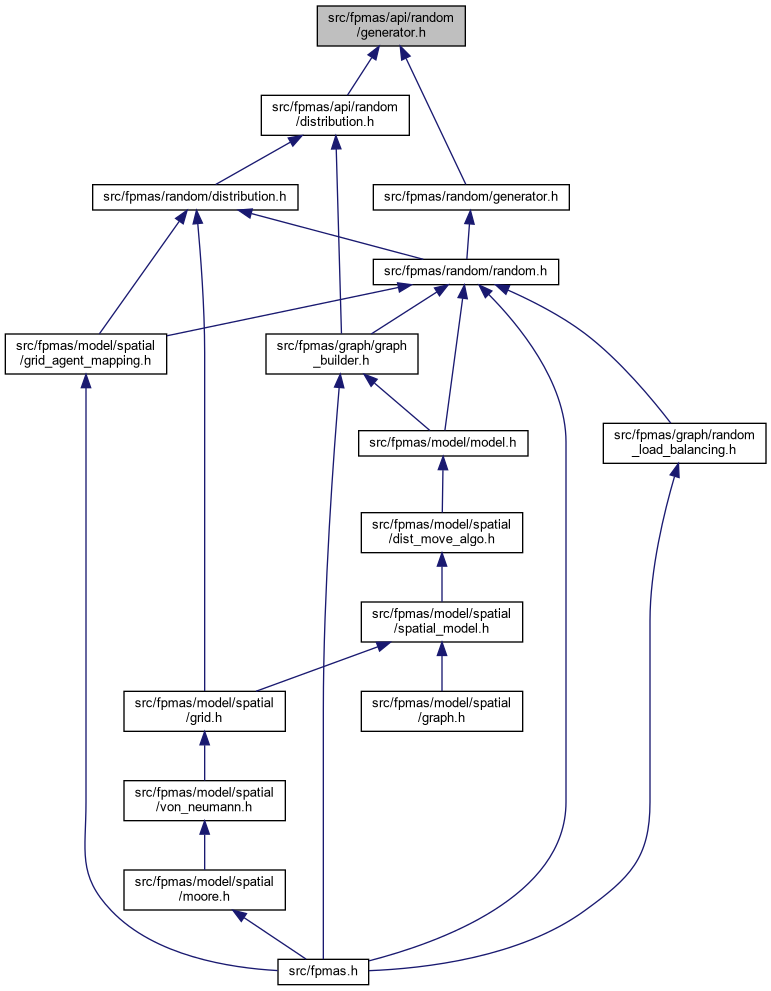 src/fpmas/api/random
/generator.h
src/fpmas/api/random
/distribution.h
src/fpmas/random/distribution.h
src/fpmas/random/generator.h
src/fpmas/random/random.h
src/fpmas/model/spatial
/grid_agent_mapping.h
src/fpmas/graph/graph
_builder.h
src/fpmas/model/model.h
src/fpmas/graph/random
_load_balancing.h
src/fpmas/model/spatial
/dist_move_algo.h
src/fpmas/model/spatial
/spatial_model.h
src/fpmas/model/spatial
/grid.h
src/fpmas/model/spatial
/graph.h
src/fpmas/model/spatial
/von_neumann.h
src/fpmas/model/spatial
/moore.h
src/fpmas.h